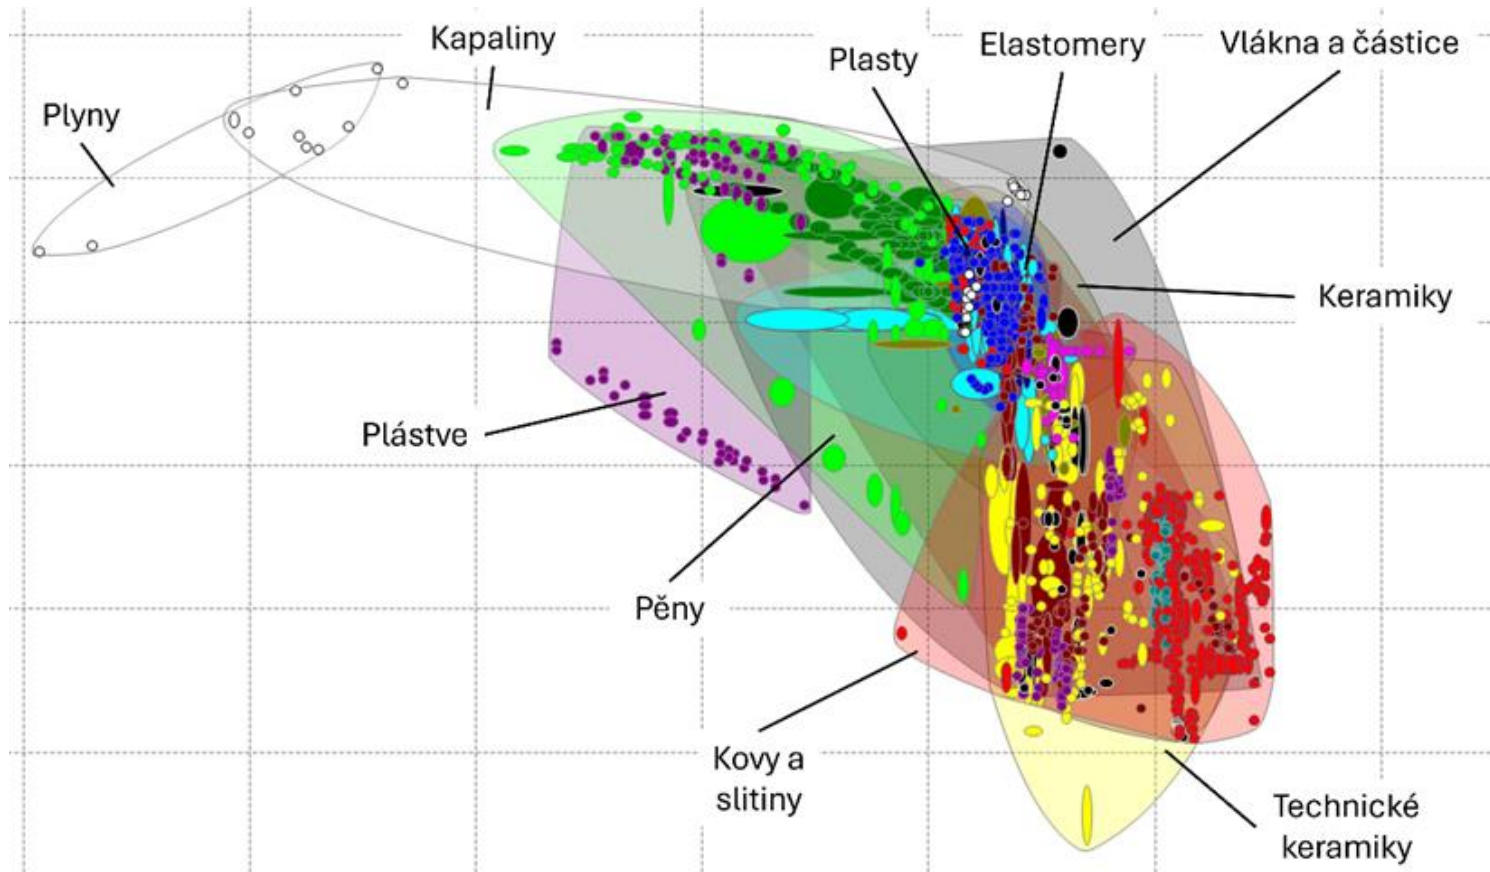 Kapaliny
Elastomery
Vlákna a částice
Plasty
Plyny
Keramiky
Plástve
Pěny
Kovy a
slitiny
Technické
keramiky